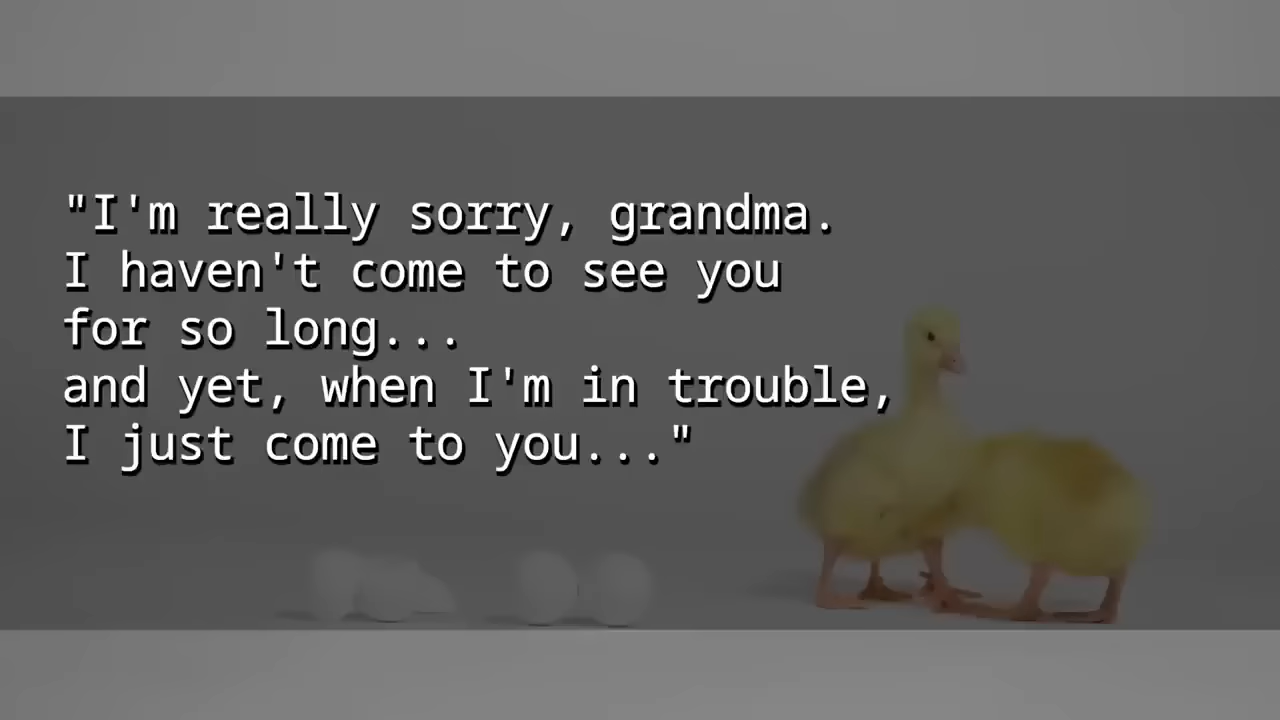 "I'm really sorry, grandma.
I haven't come to see you
for so long...
and yet, when I'm in trouble,
I just come to you..."